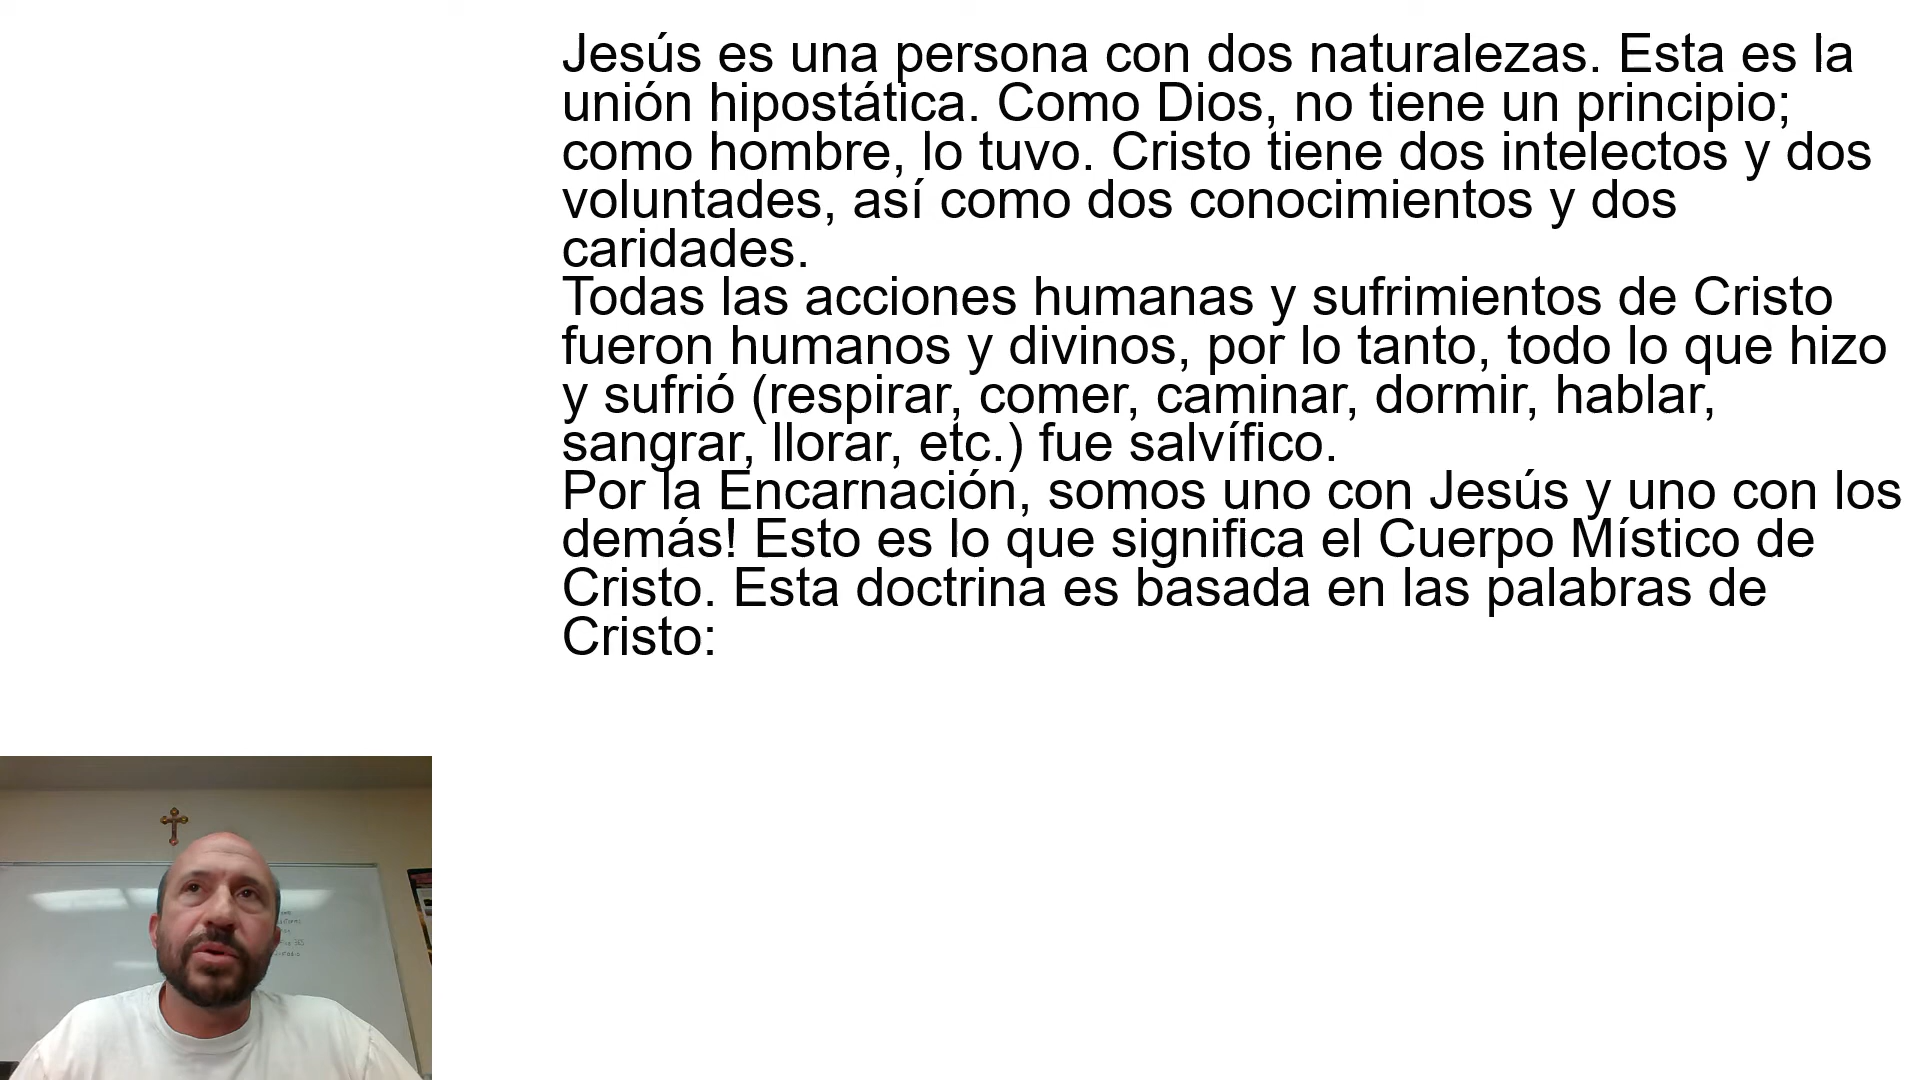 Jesús es una persona con dos naturalezas. Esta es la
unión hipostática. Como Dios, no tiene un principio;
como hombre, lo tuvo. Cristo tiene dos intelectos y dos
voluntades, así como dos conocimientos y dos
caridades.
Todas las acciones humanas y sufrimientos de Cristo
fueron humanos y divinos, por lo tanto, todo lo que hizo
y sufrió (respirar, comer, caminar, dormir, hablar,
sangrar, llorar, etc.) fue salvífico.
Por la Encarnación, somos uno con Jesús y uno con los
demás! Esto es lo que significa el Cuerpo Místico de
Cristo. Esta doctrina es basada en las palabras de
Cristo: